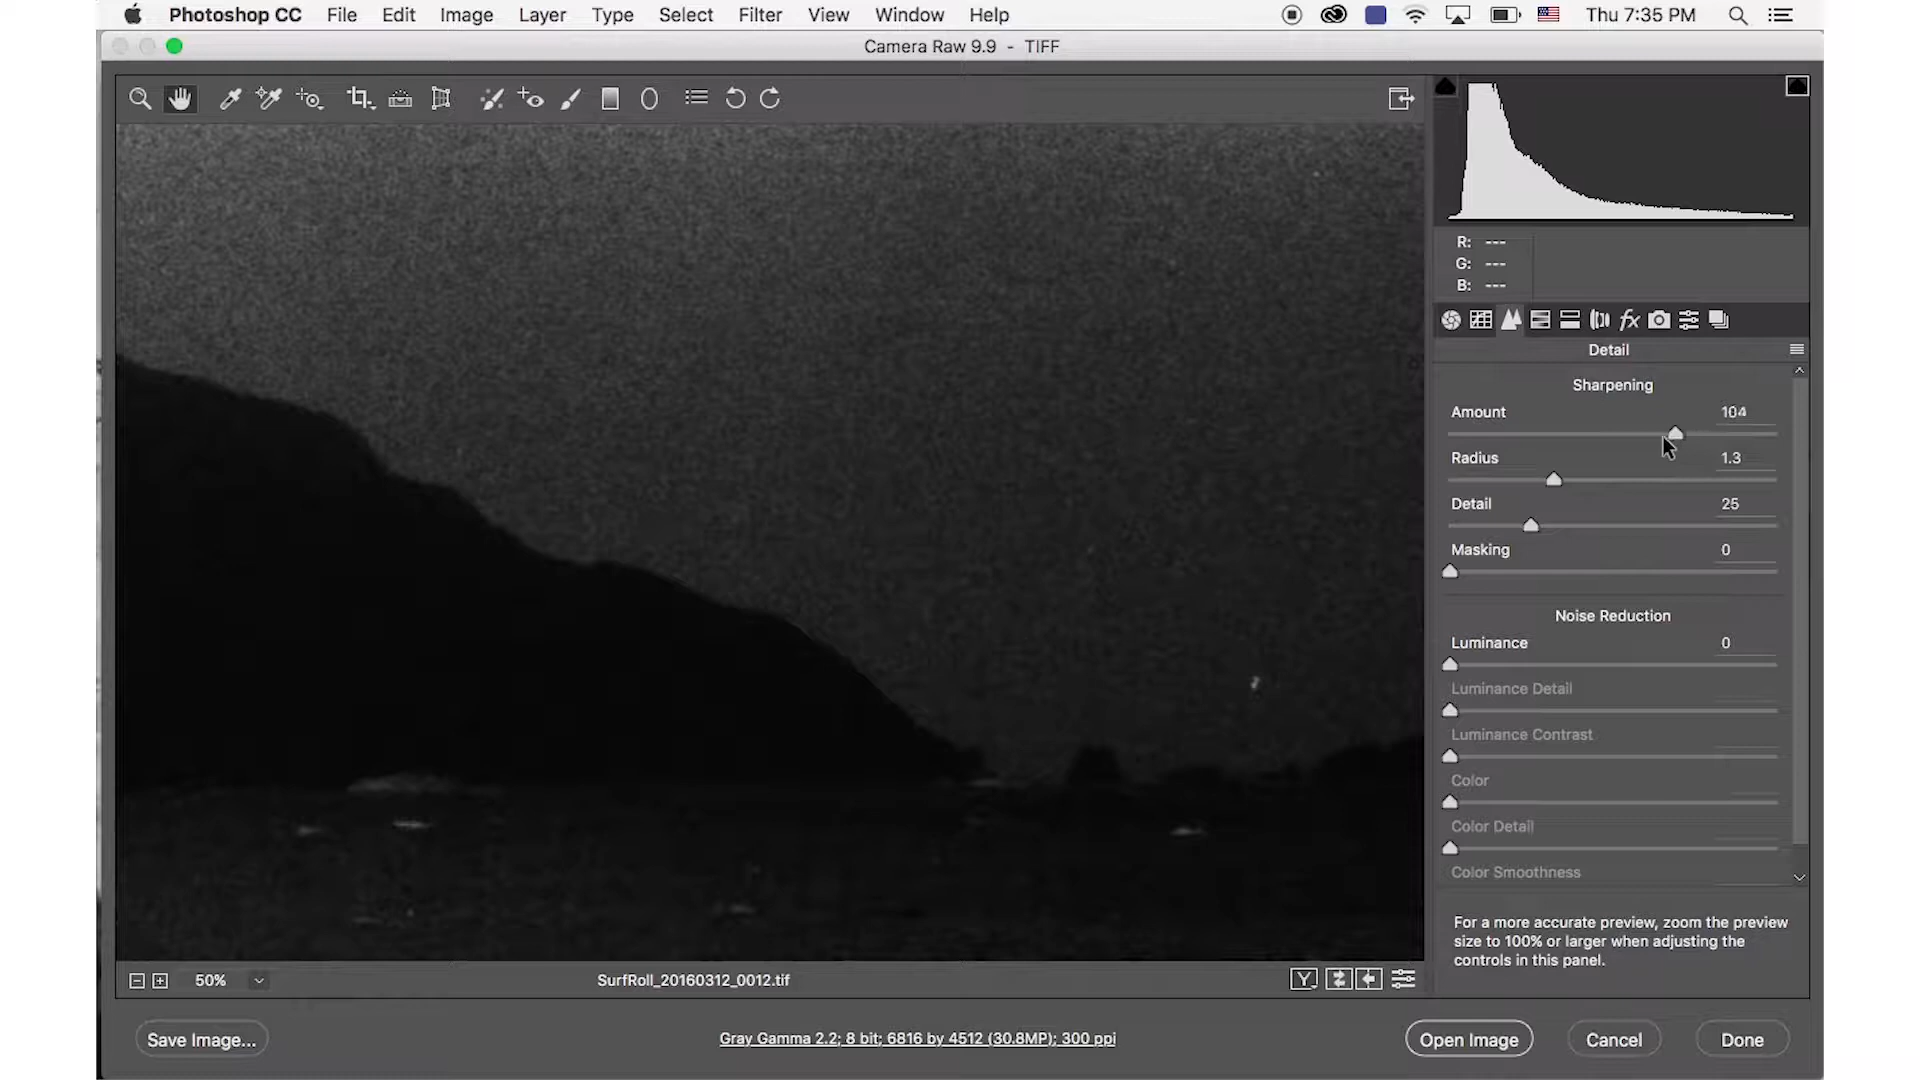 Photoshop CC File Edit Image Layer Type Select Filter View Window Help Thu 7:35 PM
Camera Raw 9.9 - TIFF
R: ---
G: ---
B: ---
fx
Detail
Sharpening
Amount 104
Radius 1.3
Detail 25
Masking 0
Noise Reduction
Luminance 0
Luminance Detail
Luminance Contrast
Color
Color Detail
Color Smoothness
For a more accurate preview, zoom the preview
size to 100% or larger when adjusting the
controls in this panel.
50% SurfRoll_20160312_0012.tif Y
Save Image... Gray Gamma 2.2; 8 bit; 6816 by 4512 (30.8MP); 300 ppi Open Image Cancel Done